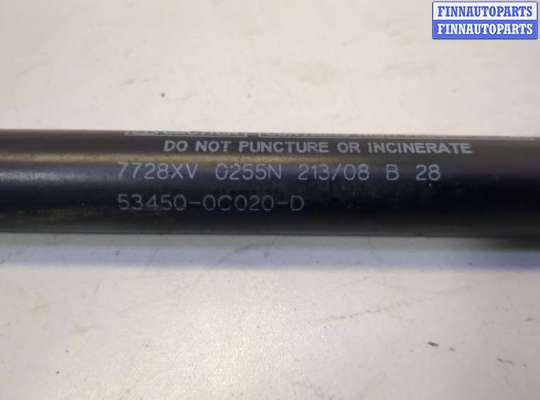 FINNAUTOPARTS
FINNAUTOPARTS
DO NOT PUNCTURE OR INCINERATE
7728XV 0255N 213/08 B 28
53450-0C020-D